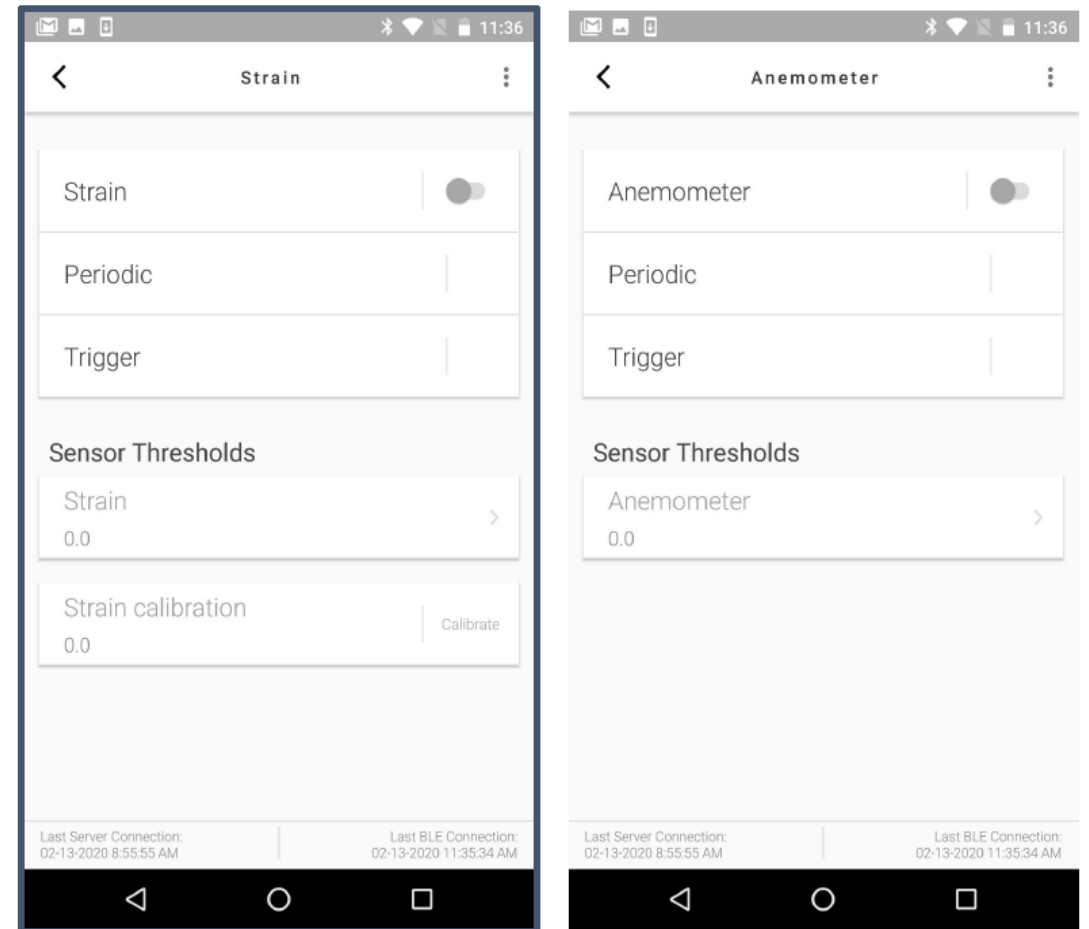 11:36
Strain
Strain
Periodic
Trigger
Sensor Thresholds
Strain
0.0
Strain calibration
0.0
Calibrate
Last Server Connection:
02-13-2020 8:55:55 AM
Last BLE Connection:
02-13-2020 11:35:34 AM
11:36
Anemometer
Anemometer
Periodic
Trigger
Sensor Thresholds
Anemometer
0.0
Last Server Connection:
02-13-2020 8:55:55 AM
Last BLE Connection:
02-13-2020 11:35:34 AM